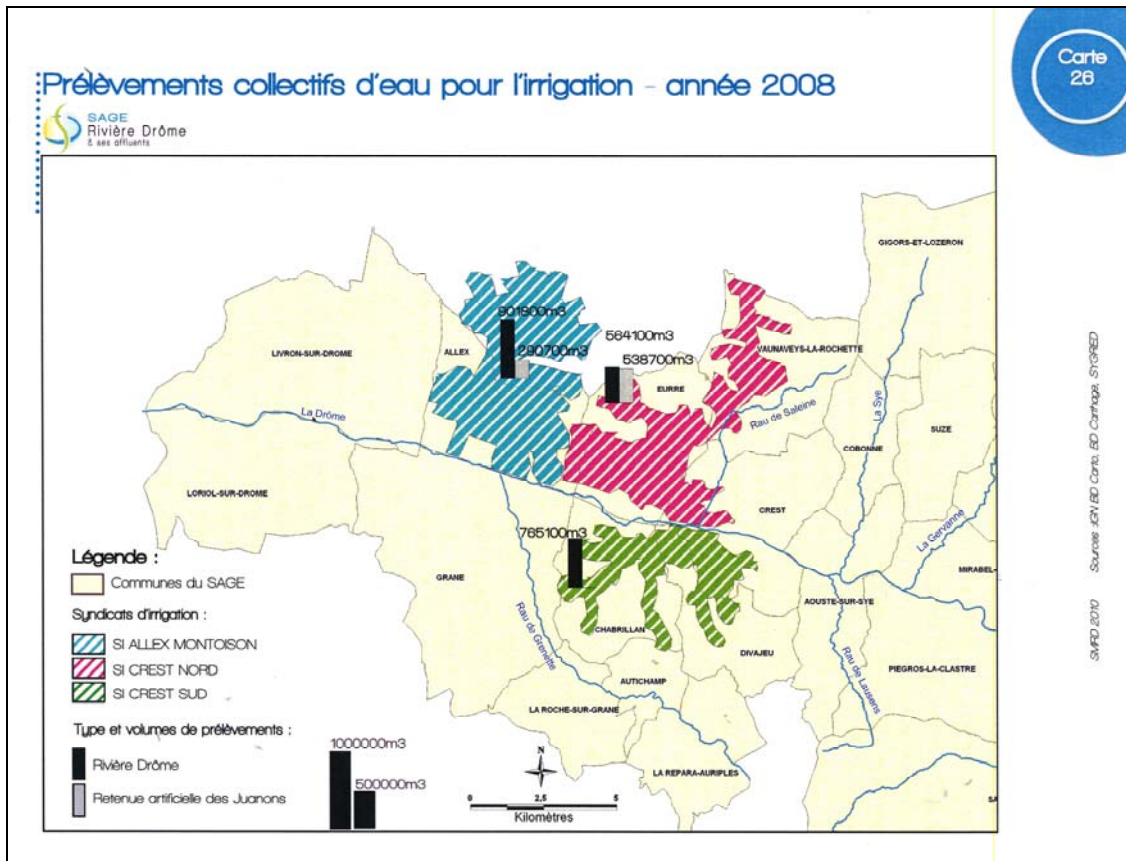 Carte
26
Prélèvements collectifs d'eau pour l'irrigation - année 2008
SAGE
Rivière Drôme
& ses affluents
GIGORS-ET-LOZERON
901800m3
564100m3
LIVRON-SUR-DROME
ALLEX
290700m3
538700m3
VAUNAVEYS-LA-ROCHETTE
EURRE
La Drôme
Rau de Saleine
La Sye
SUZE
COBONNE
LORIOL-SUR-DROME
CREST
La Gervanne
765100m3
MIRABEL-
GRANE
AOUSTE-SUR-SYE
Rau de Grenette
CHABRILLAN
DIVAJEU
PIEGROS-LA-CLASTRE
Rau de Lausens
AUTICHAMP
LA ROCHE-SUR-GRANE
LA REPARA-AURIPLES
SA
Légende :
Communes du SAGE
Syndicats d'irrigation :
SI ALLEX MONTOISON
SI CREST NORD
SI CREST SUD
Type et volumes de prélèvements :
Rivière Drôme
Retenue artificielle des Juanons
1000000m3
500000m3
N
0 2,5 5
Kilomètres
SMRD 2010 Sources : IGN BD Carto, BD Carthage, SYGRED